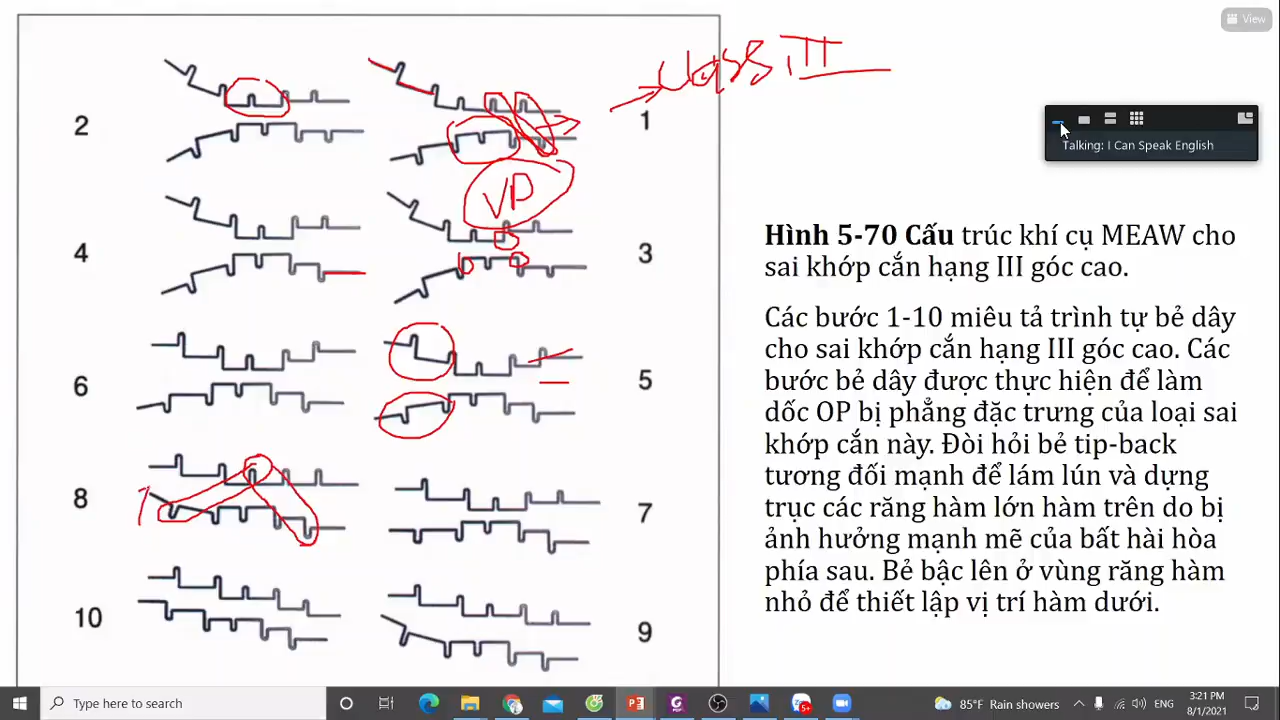 View
Class III
2
1
Talking: I Can Speak English
VP
4
3
Hình 5-70 Cấu trúc khí cụ MEAW cho
sai khớp cắn hạng III góc cao.
Các bước 1-10 miêu tả trình tự bẻ dây
cho sai khớp cắn hạng III góc cao. Các
bước bẻ dây được thực hiện để làm
dốc OP bị phẳng đặc trưng của loại sai
khớp cắn này. Đòi hỏi bẻ tip-back
tương đối mạnh để lám lún và dựng
trục các răng hàm lớn hàm trên do bị
ảnh hưởng mạnh mẽ của bất hài hòa
phía sau. Bẻ bậc lên ở vùng răng hàm
nhỏ để thiết lập vị trí hàm dưới.
6
5
8
7
10
9
Type here to search
85°F Rain showers
ENG
3:21 PM
8/1/2021